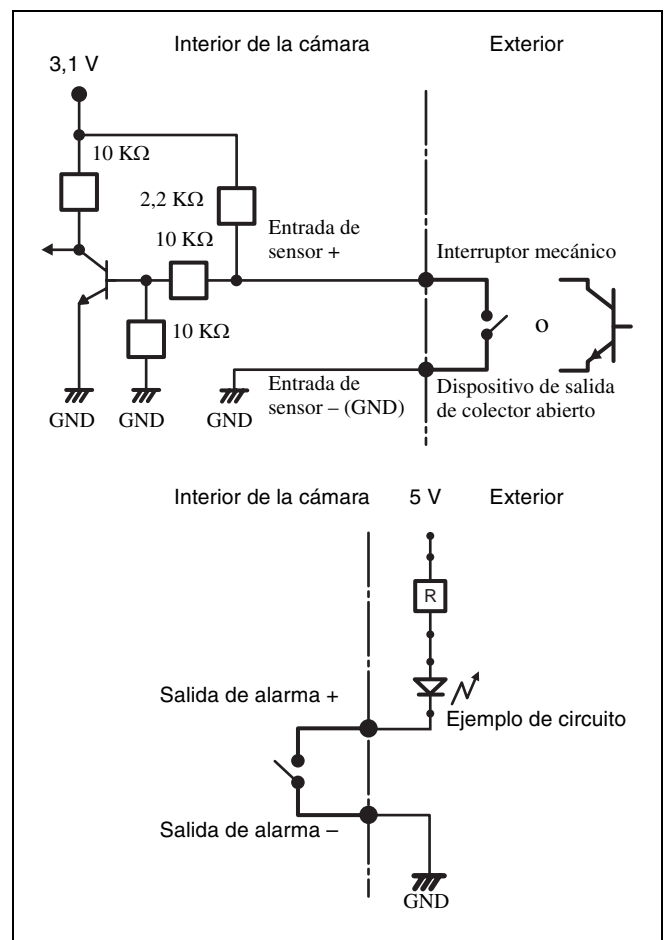 Interior de la cámara
Exterior
3,1 V
10 KΩ
2,2 KΩ
10 KΩ
Entrada de
sensor +
Interruptor mecánico
o
10 KΩ
Entrada de
sensor – (GND)
Dispositivo de salida
de colector abierto
GND
GND
GND
Interior de la cámara
5 V
Exterior
R
Salida de alarma +
Ejemplo de circuito
Salida de alarma –
GND